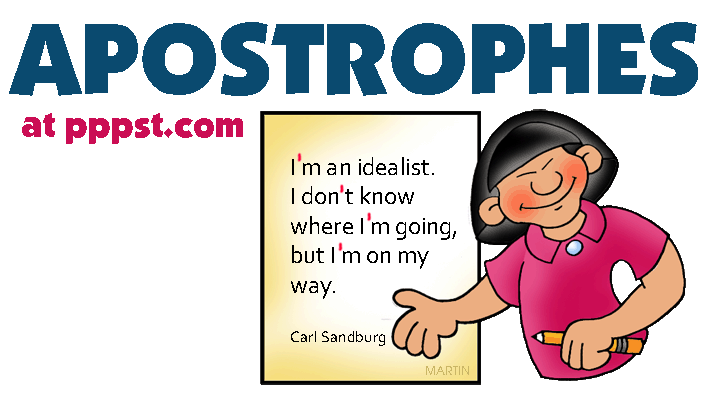 APOSTROPHES
at pppst.com
I'm an idealist.
I don't know
where I'm going,
but I'm on my
way.
Carl Sandburg
MARTIN